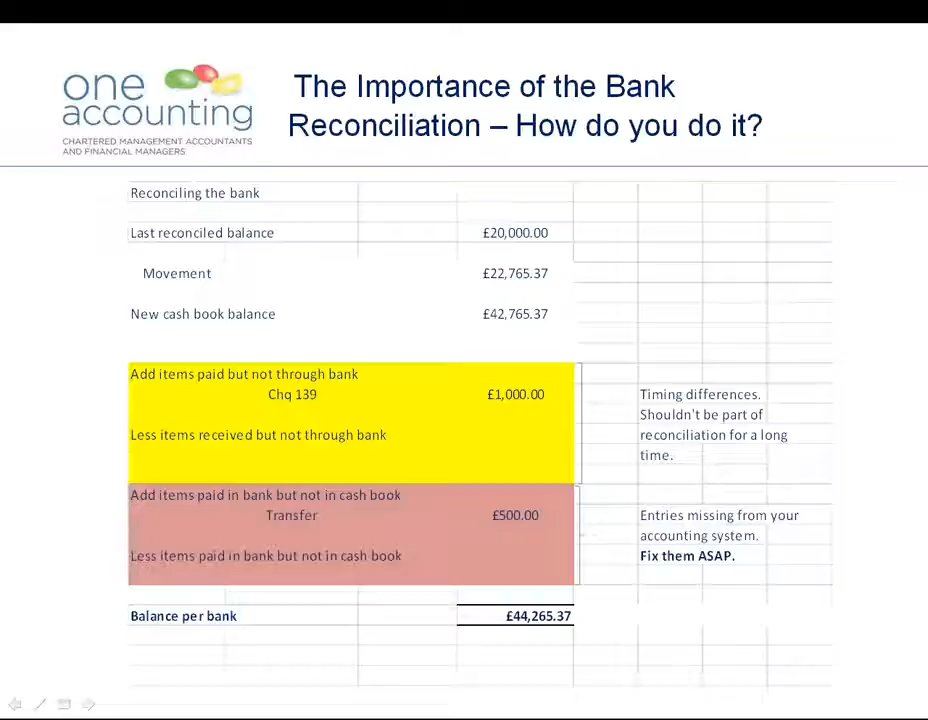 one
accounting
CHARTERED MANAGEMENT ACCOUNTANTS
AND FINANCIAL MANAGERS
The Importance of the Bank
Reconciliation – How do you do it?
Reconciling the bank
Last reconciled balance £20,000.00
Movement £22,765.37
New cash book balance £42,765.37
Add items paid but not through bank
Chq 139 £1,000.00
Less items received but not through bank
Timing differences.
Shouldn't be part of
reconciliation for a long
time.
Add items paid in bank but not in cash book
Transfer £500.00
Less items paid in bank but not in cash book
Entries missing from your
accounting system.
Fix them ASAP.
Balance per bank £44,265.37